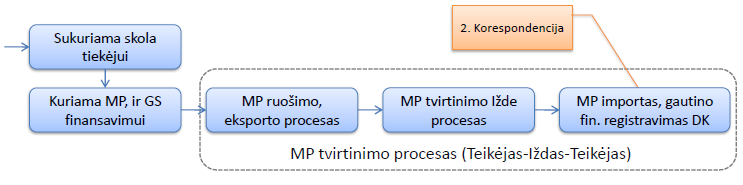 Sukuriama skola
tiekėjui
2. Korespondencija
Kuriama MP, ir GS
finansavimui
MP ruošimo,
eksporto procesas
MP tvirtinimo Ižde
procesas
MP importas, gautino
fin. registravimas DK
MP tvirtinimo procesas (Teikėjas-Iždas-Teikėjas)